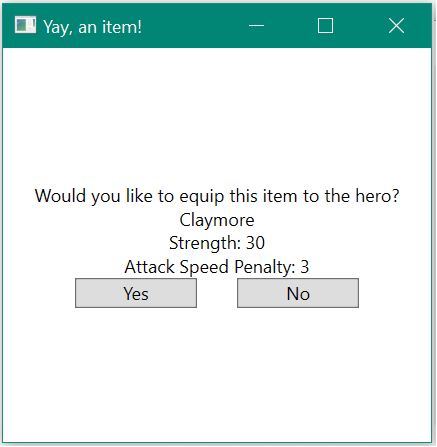 Yay, an item!
Would you like to equip this item to the hero?
Claymore
Strength: 30
Attack Speed Penalty: 3
Yes
No